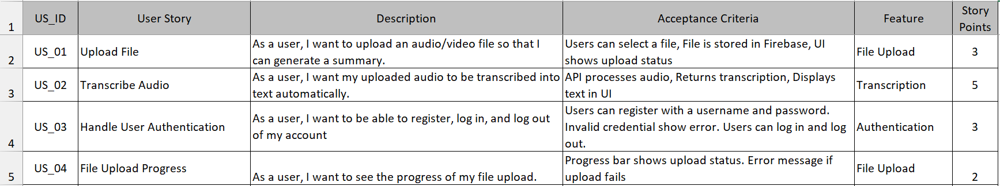 US_ID User Story Description Acceptance Criteria Feature Story Points
1
2 US_01 Upload File As a user, I want to upload an audio/video file so that I can generate a summary. Users can select a file, File is stored in Firebase, UI shows upload status File Upload 3
3 US_02 Transcribe Audio As a user, I want my uploaded audio to be transcribed into text automatically. API processes audio, Returns transcription, Displays text in UI Transcription 5
4 US_03 Handle User Authentication As a user, I want to be able to register, log in, and log out of my account Users can register with a username and password. Invalid credential show error. Users can log in and log out. Authentication 3
5 US_04 File Upload Progress As a user, I want to see the progress of my file upload. Progress bar shows upload status. Error message if upload fails File Upload 2